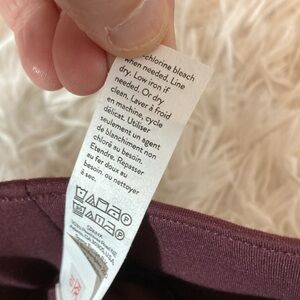 chlorine bleach
when needed. Line
dry. Low iron if
needed. Or dry
clean. Laver à froid
en machine, cycle
délicat. Utiliser
seulement un agent
de blanchiment non
chloré au besoin.
Etendre. Repasser
au fer doux au
besoin, ou nettoyer
à sec.